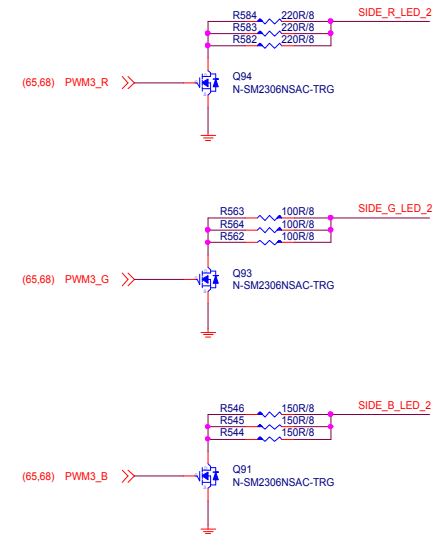 R584 220R/8 SIDE_R_LED_2
R583 220R/8
R582 220R/8
Q94
(65,68) PWM3_R N-SM2306NSAC-TRG
R563 100R/8 SIDE_G_LED_2
R564 100R/8
R562 100R/8
Q93
(65,68) PWM3_G N-SM2306NSAC-TRG
R546 150R/8 SIDE_B_LED_2
R545 150R/8
R544 150R/8
Q91
(65,68) PWM3_B N-SM2306NSAC-TRG